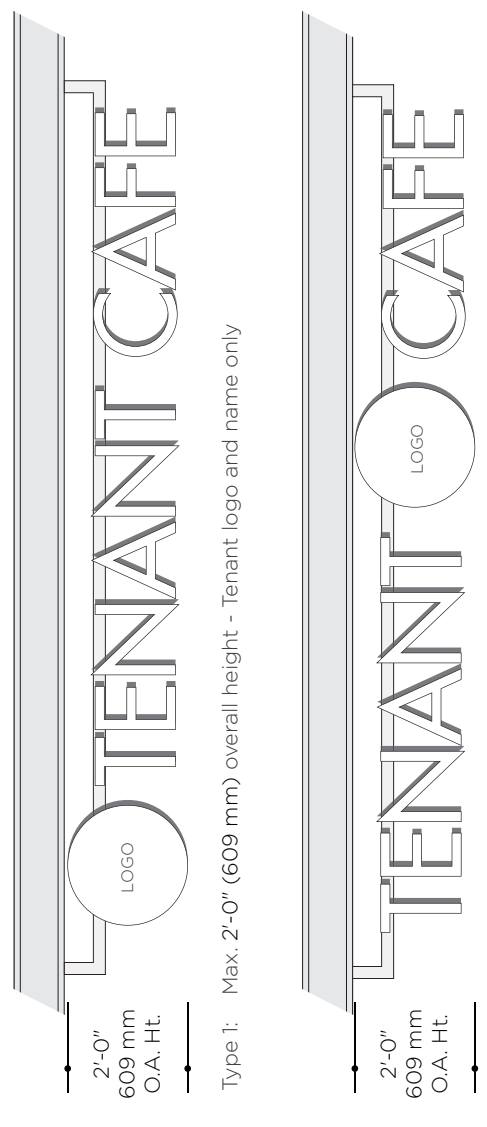 2'-0"
609 mm
O.A. Ht.
LOGO
TENANT CAFE
Type 1: Max. 2'-0" (609 mm) overall height - Tenant logo and name only
2'-0"
609 mm
O.A. Ht.
TENANT
LOGO
CAFE